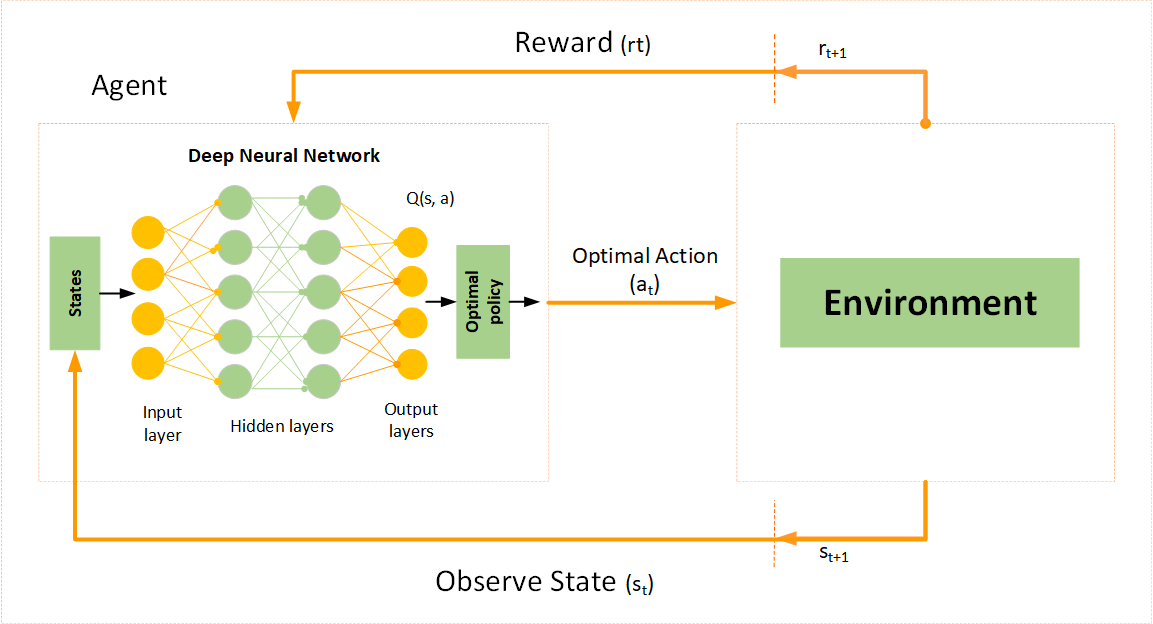 Reward (rt)
r_{t+1}
Agent
Deep Neural Network
Q(s, a)
States
Optimal
policy
Optimal Action
(a_t)
Environment
Input
layer
Hidden layers
Output
layers
s_{t+1}
Observe State (s_t)